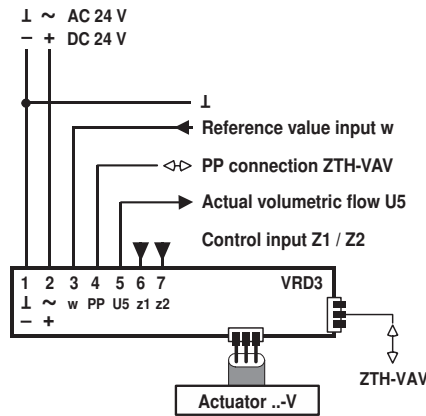 ⊥ ~ AC 24 V
– + DC 24 V
⊥
Reference value input w
PP connection ZTH-VAV
Actual volumetric flow U5
Control input Z1 / Z2
1 2 3 4 5 6 7 VRD3
⊥ ~ w PP U5 z1 z2
– +
ZTH-VAV
Actuator ..-V